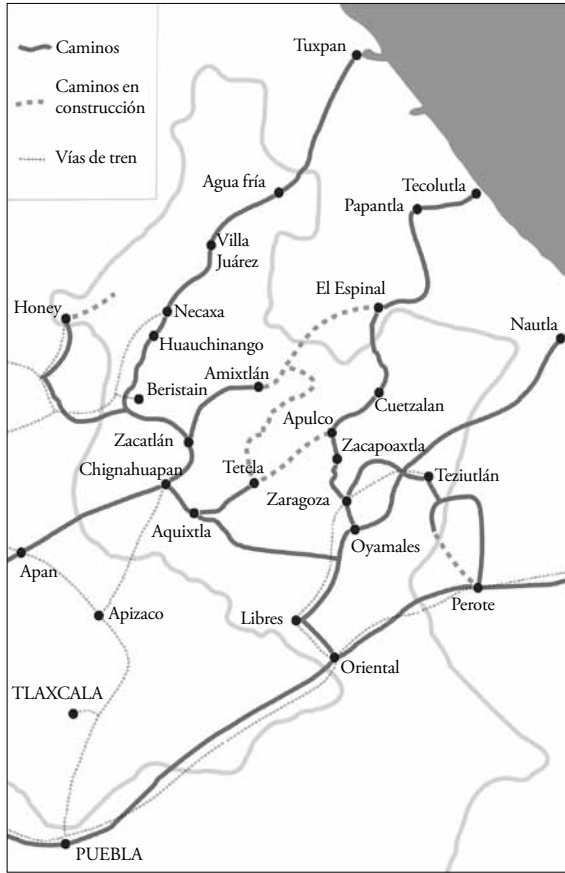 Caminos
Caminos en
construcción
Vías de tren
Tuxpan
Agua fría
Tecolutla
Papantla
Villa
Juárez
El Espinal
Honey
Necaxa
Nautla
Huauchinango
Amixtlán
Beristain
Cuetzalan
Apulco
Zacatlán
Zacapoaxtla
Chignahuapan
Tetela
Teziutlán
Zaragoza
Aquixtla
Oyamales
Apan
Perote
Apizaco
Libres
Oriental
TLAXCALA
PUEBLA